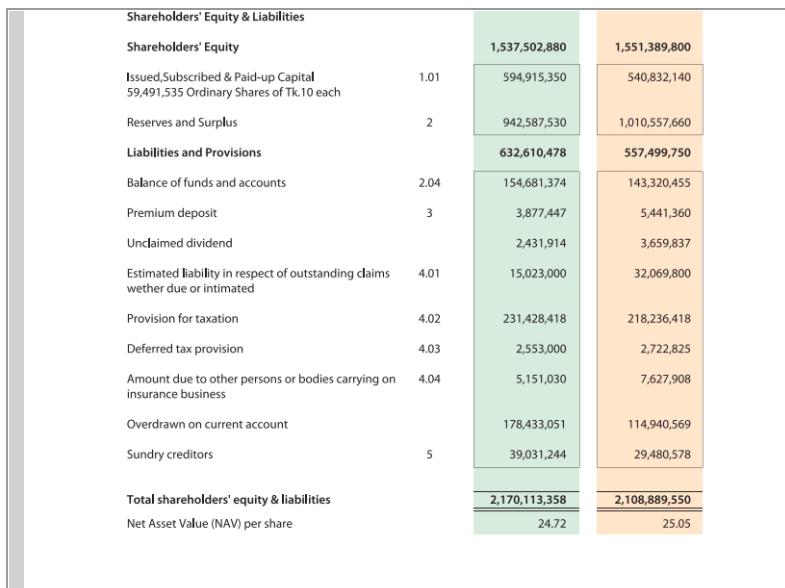 Shareholders' Equity & Liabilities
Shareholders' Equity 1,537,502,880 1,551,389,800
Issued,Subscribed & Paid-up Capital 1.01 594,915,350 540,832,140
59,491,535 Ordinary Shares of Tk.10 each
Reserves and Surplus 2 942,587,530 1,010,557,660
Liabilities and Provisions 632,610,478 557,499,750
Balance of funds and accounts 2.04 154,681,374 143,320,455
Premium deposit 3 3,877,447 5,441,360
Unclaimed dividend 2,431,914 3,659,837
Estimated liability in respect of outstanding claims 4.01 15,023,000 32,069,800
wether due or intimated
Provision for taxation 4.02 231,428,418 218,236,418
Deferred tax provision 4.03 2,553,000 2,722,825
Amount due to other persons or bodies carrying on 4.04 5,151,030 7,627,908
insurance business
Overdrawn on current account 178,433,051 114,940,569
Sundry creditors 5 39,031,244 29,480,578
Total shareholders' equity & liabilities 2,170,113,358 2,108,889,550
Net Asset Value (NAV) per share 24.72 25.05